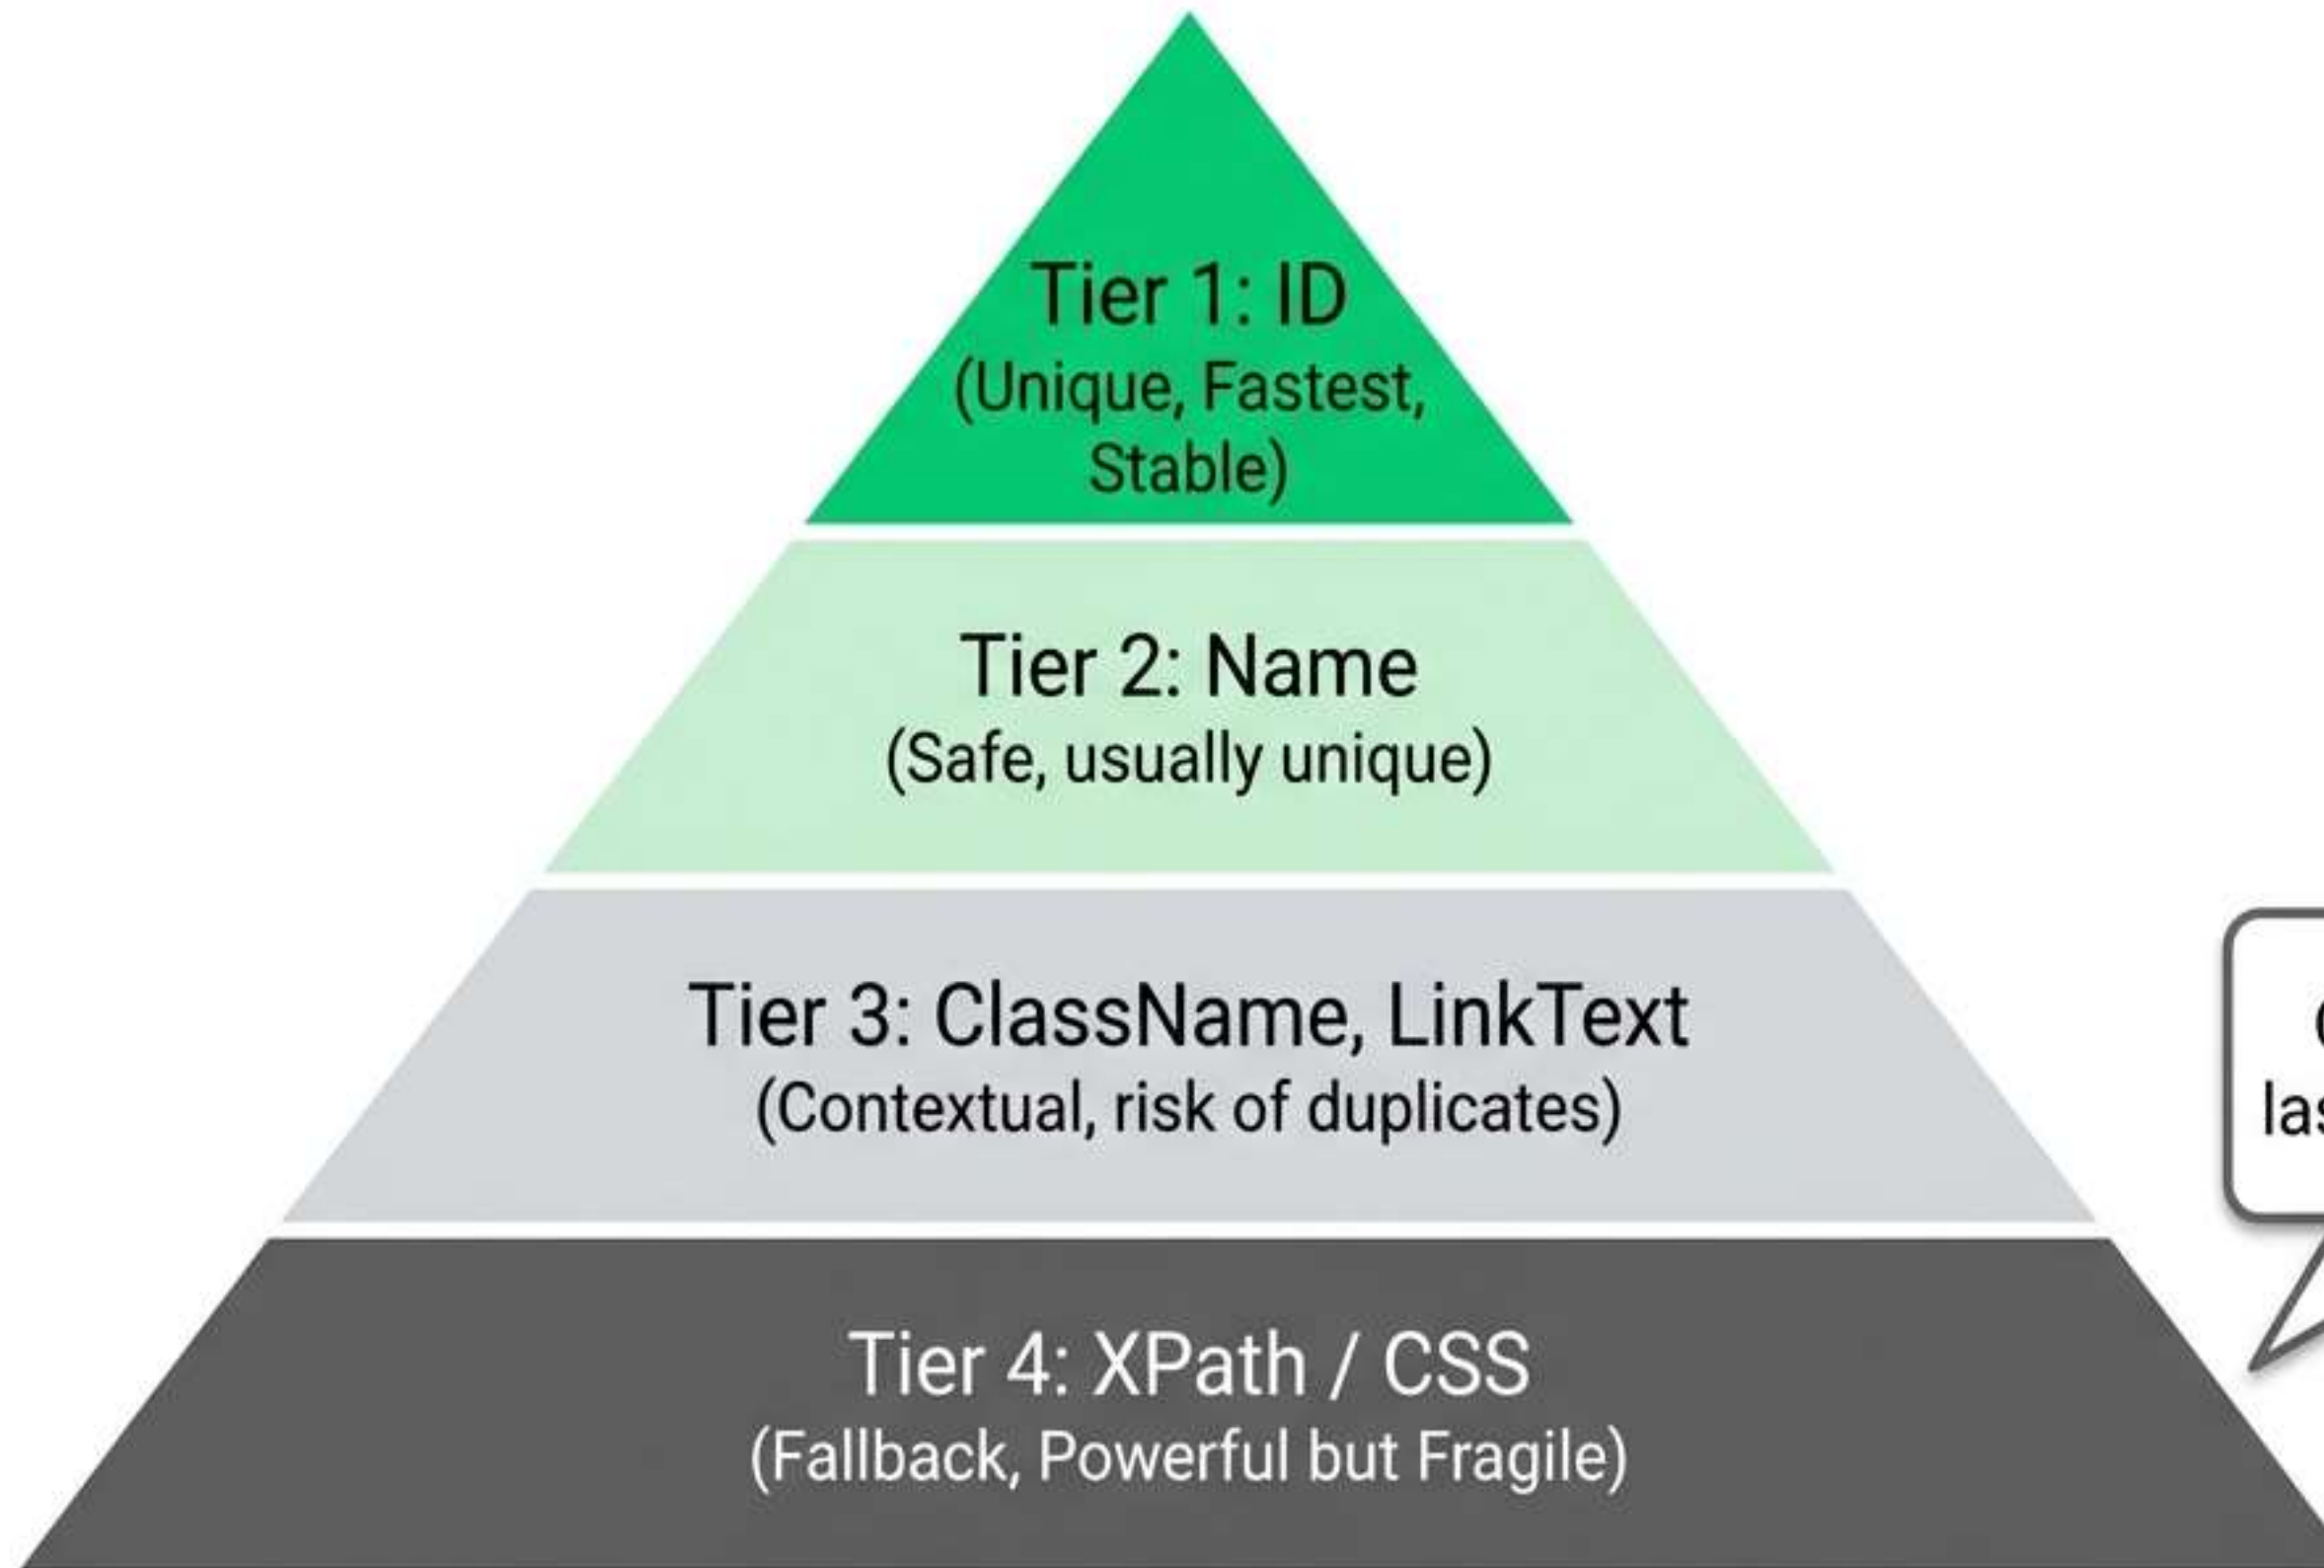 Tier 1: ID
(Unique, Fastest,
Stable)
Tier 2: Name
(Safe, usually unique)
Tier 3: ClassName, LinkText
(Contextual, risk of duplicates)
Tier 4: XPath / CSS
(Fallback, Powerful but Fragile)